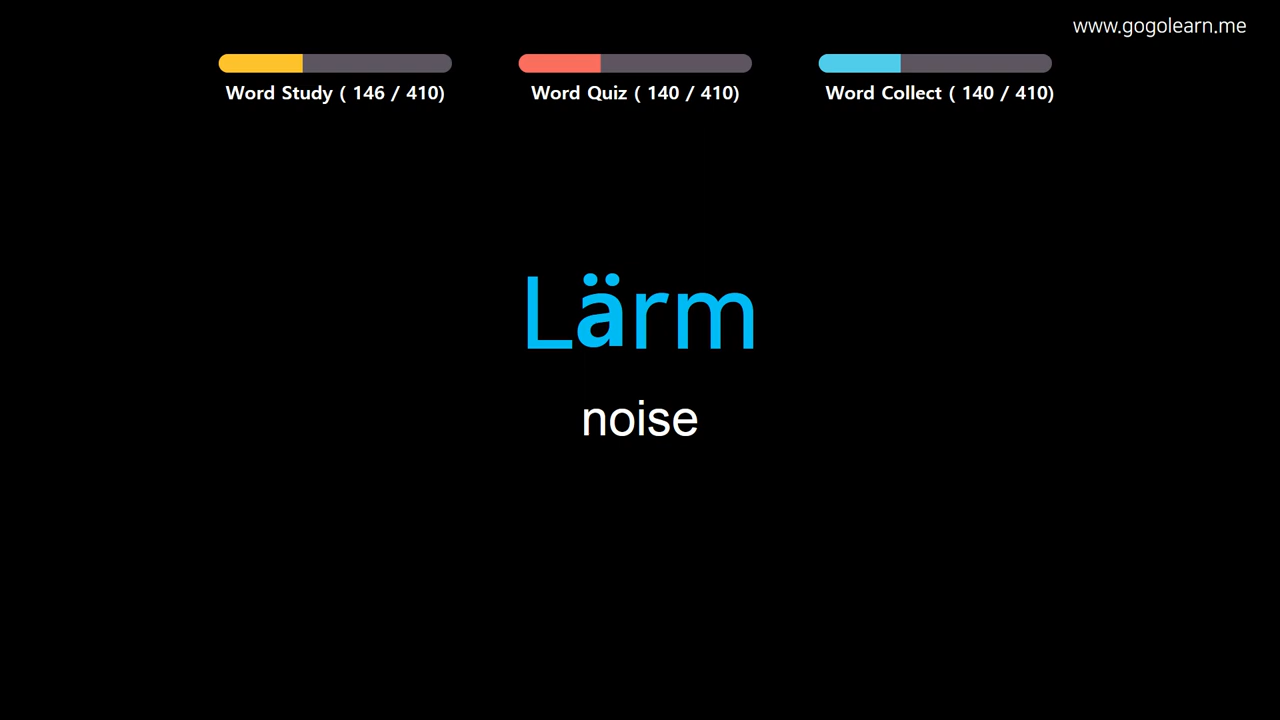 www.gogolearn.me
Word Study ( 146 / 410)
Word Quiz ( 140 / 410)
Word Collect ( 140 / 410)
Lärm
noise